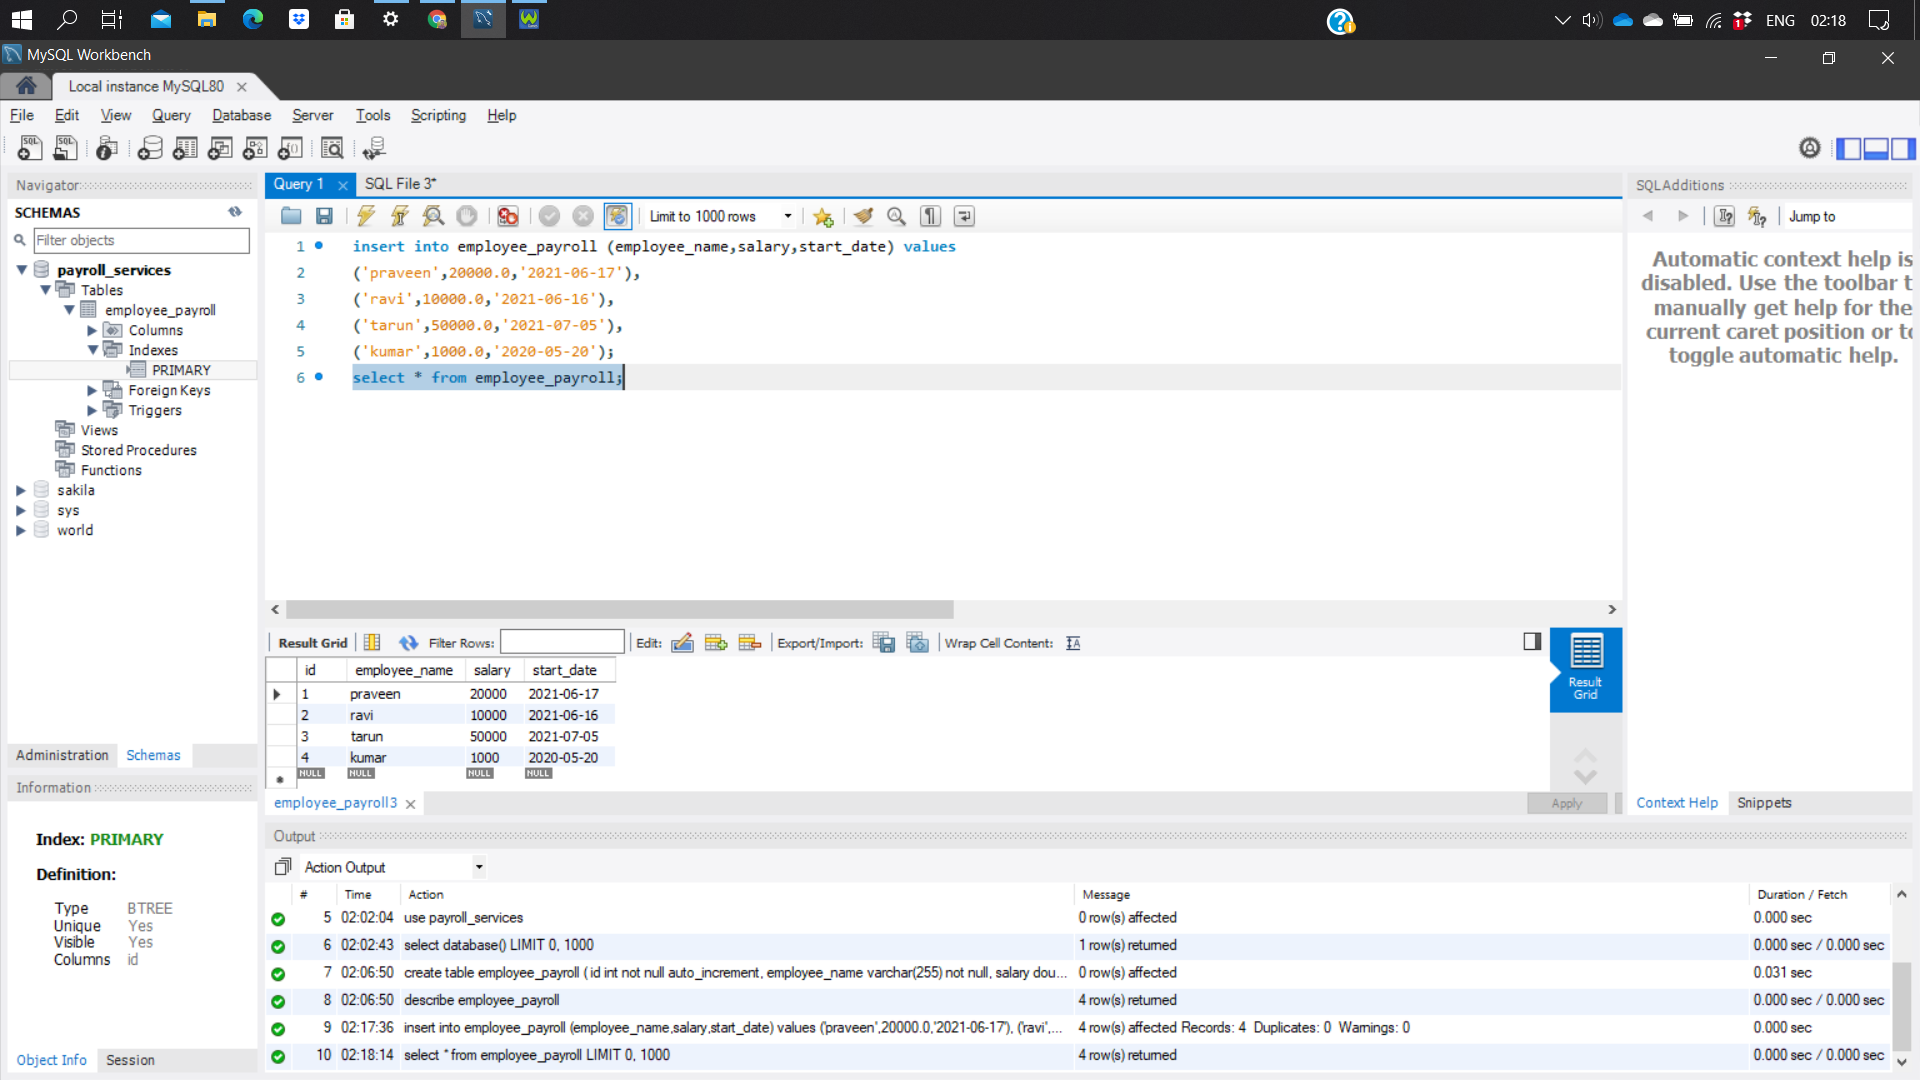 ENG 02:18
MySQL Workbench
Local instance MySQL80
File Edit View Query Database Server Tools Scripting Help
Navigator
SCHEMAS
Filter objects
payroll_services
Tables
employee_payroll
Columns
Indexes
PRIMARY
Foreign Keys
Triggers
Views
Stored Procedures
Functions
sakila
sys
world
Administration Schemas
Information
Index: PRIMARY
Definition:
Type BTREE
Unique Yes
Visible Yes
Columns id
Object Info Session
Query 1 SQL File 3*
Limit to 1000 rows
1 insert into employee_payroll (employee_name,salary,start_date) values
2 ('praveen',20000.0,'2021-06-17'),
3 ('ravi',10000.0,'2021-06-16'),
4 ('tarun',50000.0,'2021-07-05'),
5 ('kumar',1000.0,'2020-05-20');
6 select * from employee_payroll;
Result Grid Filter Rows: Edit: Export/Import: Wrap Cell Content:
id employee_name salary start_date
1 praveen 20000 2021-06-17
2 ravi 10000 2021-06-16
3 tarun 50000 2021-07-05
4 kumar 1000 2020-05-20
NULL NULL NULL NULL
Result
Grid
employee_payroll3 Apply
SQLAdditions
Jump to
Automatic context help is
disabled. Use the toolbar t
manually get help for the
current caret position or to
toggle automatic help.
Context Help Snippets
Output
Action Output
# Time Action Message Duration / Fetch
5 02:02:04 use payroll_services 0 row(s) affected 0.000 sec
6 02:02:43 select database() LIMIT 0, 1000 1 row(s) returned 0.000 sec / 0.000 sec
7 02:06:50 create table employee_payroll ( id int not null auto_increment, employee_name varchar(255) not null, salary dou... 0 row(s) affected 0.031 sec
8 02:06:50 describe employee_payroll 4 row(s) returned 0.000 sec / 0.000 sec
9 02:17:36 insert into employee_payroll (employee_name,salary,start_date) values ('praveen',20000.0,'2021-06-17'), ('ravi',... 4 row(s) affected Records: 4 Duplicates: 0 Warnings: 0 0.000 sec
10 02:18:14 select * from employee_payroll LIMIT 0, 1000 4 row(s) returned 0.000 sec / 0.000 sec